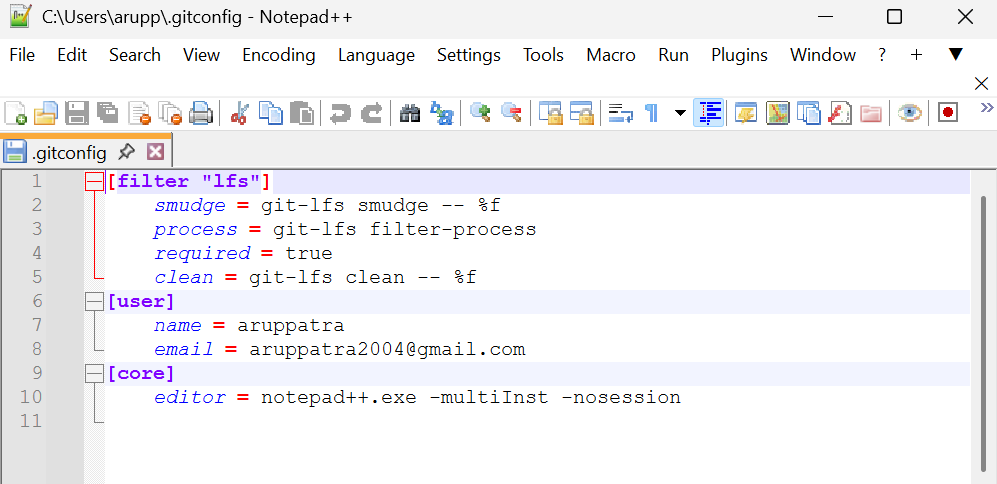 C:\Users\arupp\.gitconfig - Notepad++
File Edit Search View Encoding Language Settings Tools Macro Run Plugins Window ? + ▼
.gitconfig
1 [filter "lfs"]
2 smudge = git-lfs smudge -- %f
3 process = git-lfs filter-process
4 required = true
5 clean = git-lfs clean -- %f
6 [user]
7 name = aruppatra
8 email = aruppatra2004@gmail.com
9 [core]
10 editor = notepad++.exe -multiInst -nosession
11